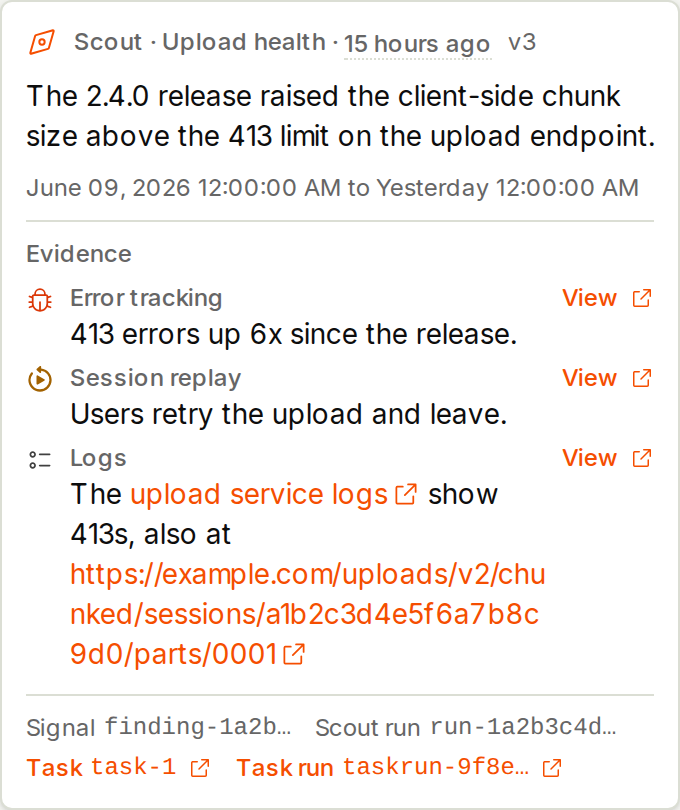 Scout · Upload health · 15 hours ago v3
The 2.4.0 release raised the client-side chunk
size above the 413 limit on the upload endpoint.
June 09, 2026 12:00:00 AM to Yesterday 12:00:00 AM
Evidence
Error tracking View
413 errors up 6x since the release.
Session replay View
Users retry the upload and leave.
Logs View
The upload service logs show
413s, also at
https://example.com/uploads/v2/chu
nked/sessions/a1b2c3d4e5f6a7b8c
9d0/parts/0001
Signal finding-1a2b… Scout run run-1a2b3c4d…
Task task-1 Task run taskrun-9f8e…